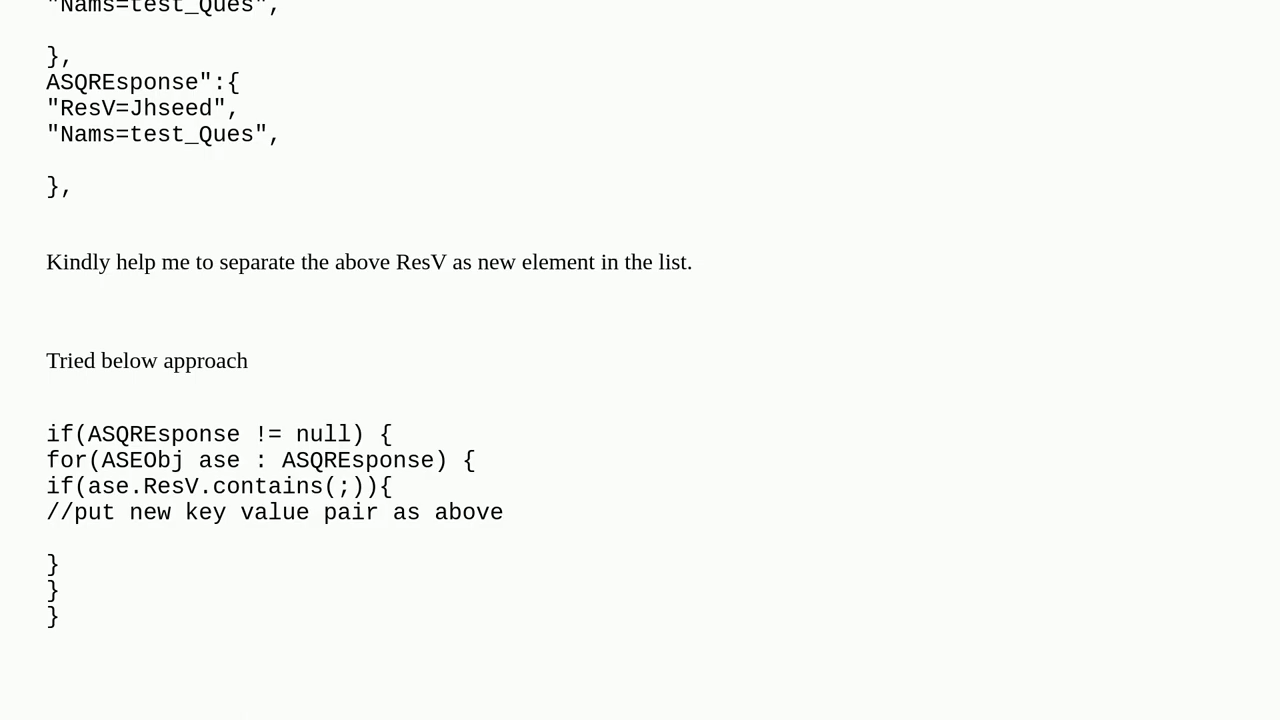 "Nams=test_Ques",
},
ASQREsponse":{
"ResV=Jhseed",
"Nams=test_Ques",
},
Kindly help me to separate the above ResV as new element in the list.
Tried below approach
if(ASQREsponse != null) {
for(ASEObj ase : ASQREsponse) {
if(ase.ResV.contains(;)){
//put new key value pair as above
}
}
}